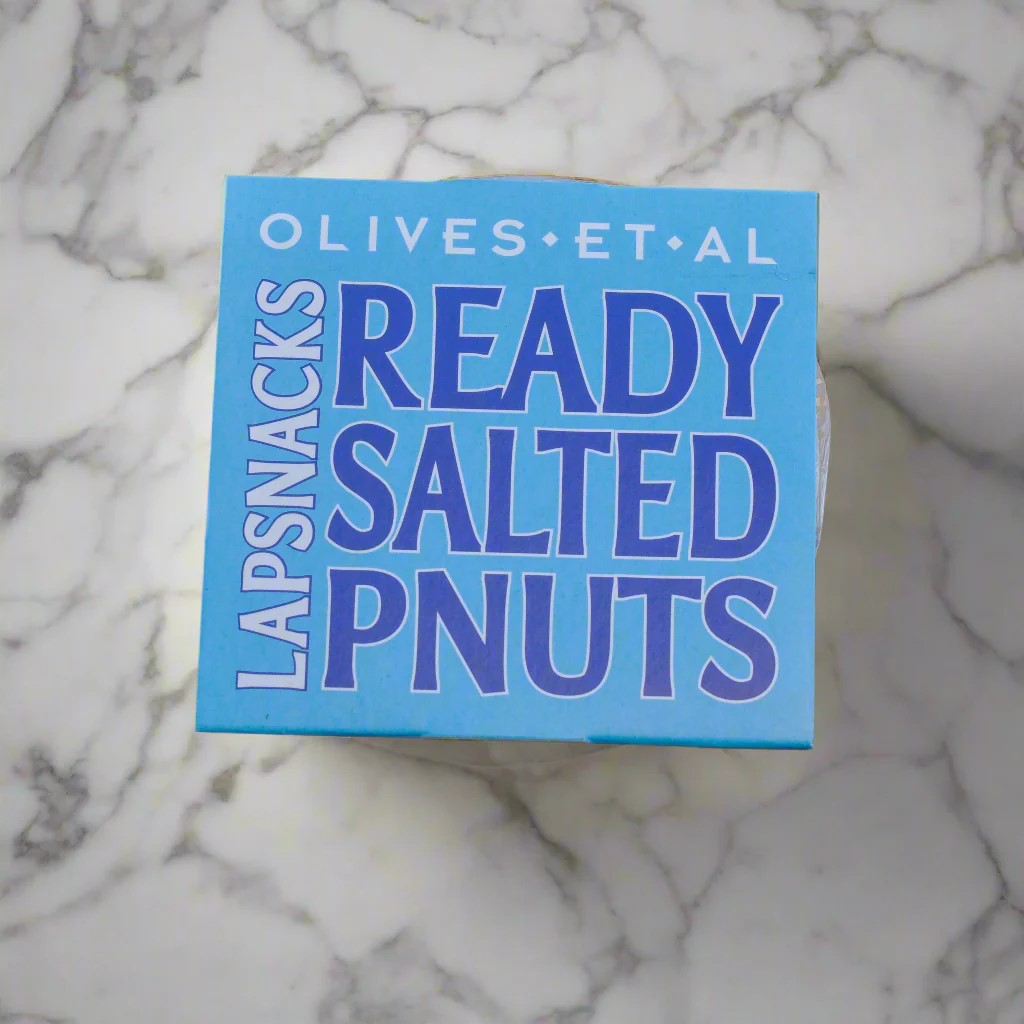 OLIVES·ET·AL
LAPSNACKS
READY
SALTED
PNUTS